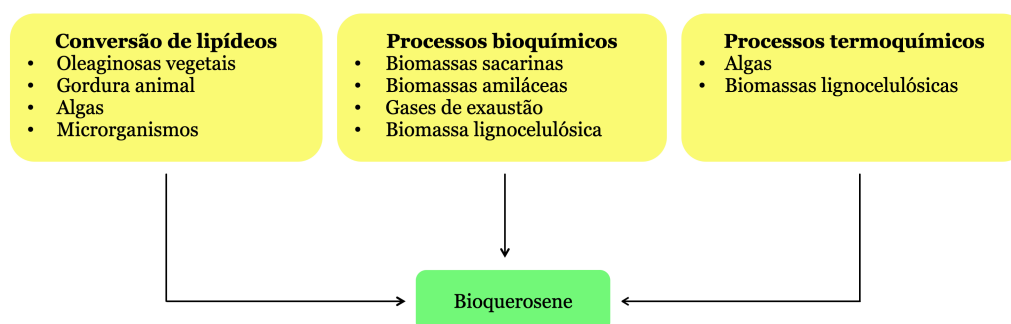 Conversão de lipídeos
• Oleaginosas vegetais
• Gordura animal
• Algas
• Microrganismos
Processos bioquímicos
• Biomassas sacarinas
• Biomassas amiláceas
• Gases de exaustão
• Biomassa lignocelulósica
Processos termoquímicos
• Algas
• Biomassas lignocelulósicas
Bioquerosene